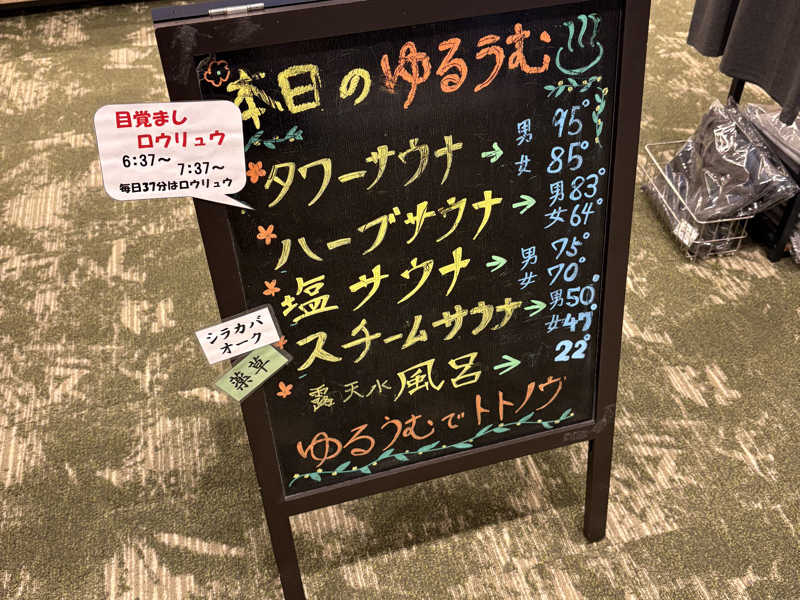 本日のゆるうむ
目覚まし
ロウリュウ
6:37~
7:37~
毎日37分はロウリュウ
タワーサウナ → 男 95°
女 85°
ハーブサウナ → 男 83°
女 64°
塩サウナ → 男 75°
女 70°
スチームサウナ → 男 50°
女 47°
シラカバ
オーク
薬草
露天水風呂 → 22°
ゆるうむでトトノウ